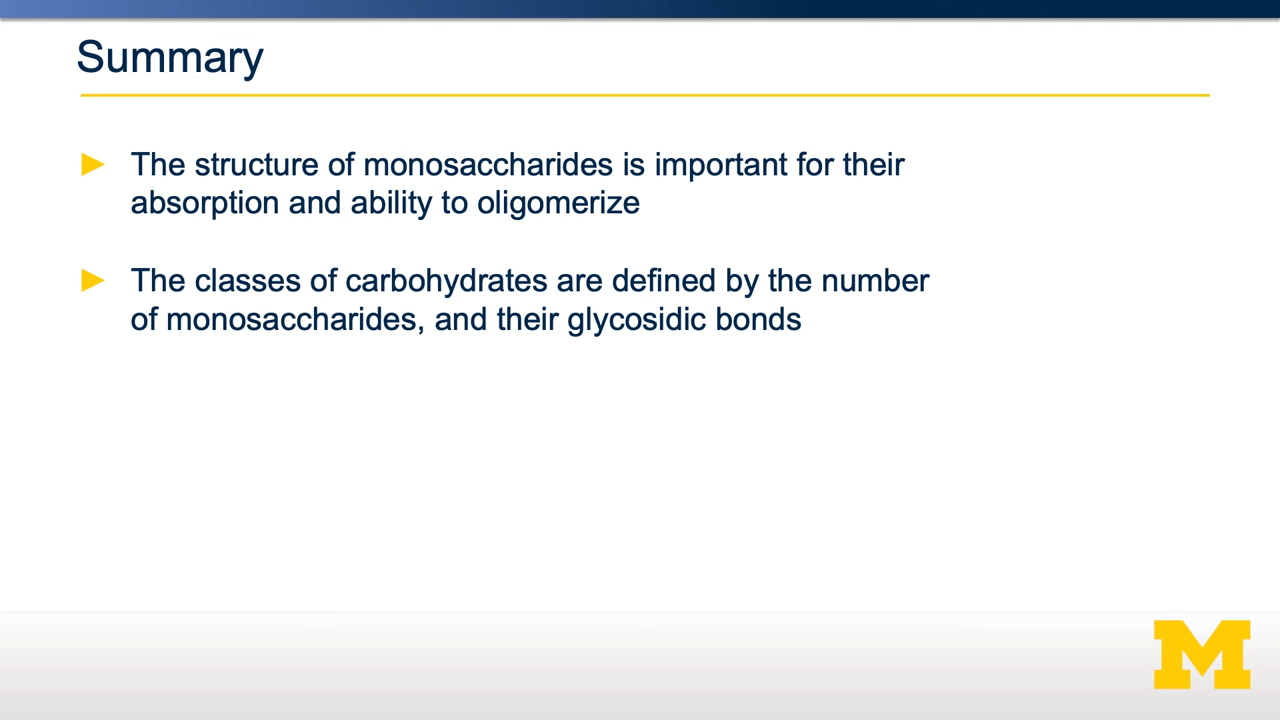 Summary
The structure of monosaccharides is important for their
absorption and ability to oligomerize
The classes of carbohydrates are defined by the number
of monosaccharides, and their glycosidic bonds
M